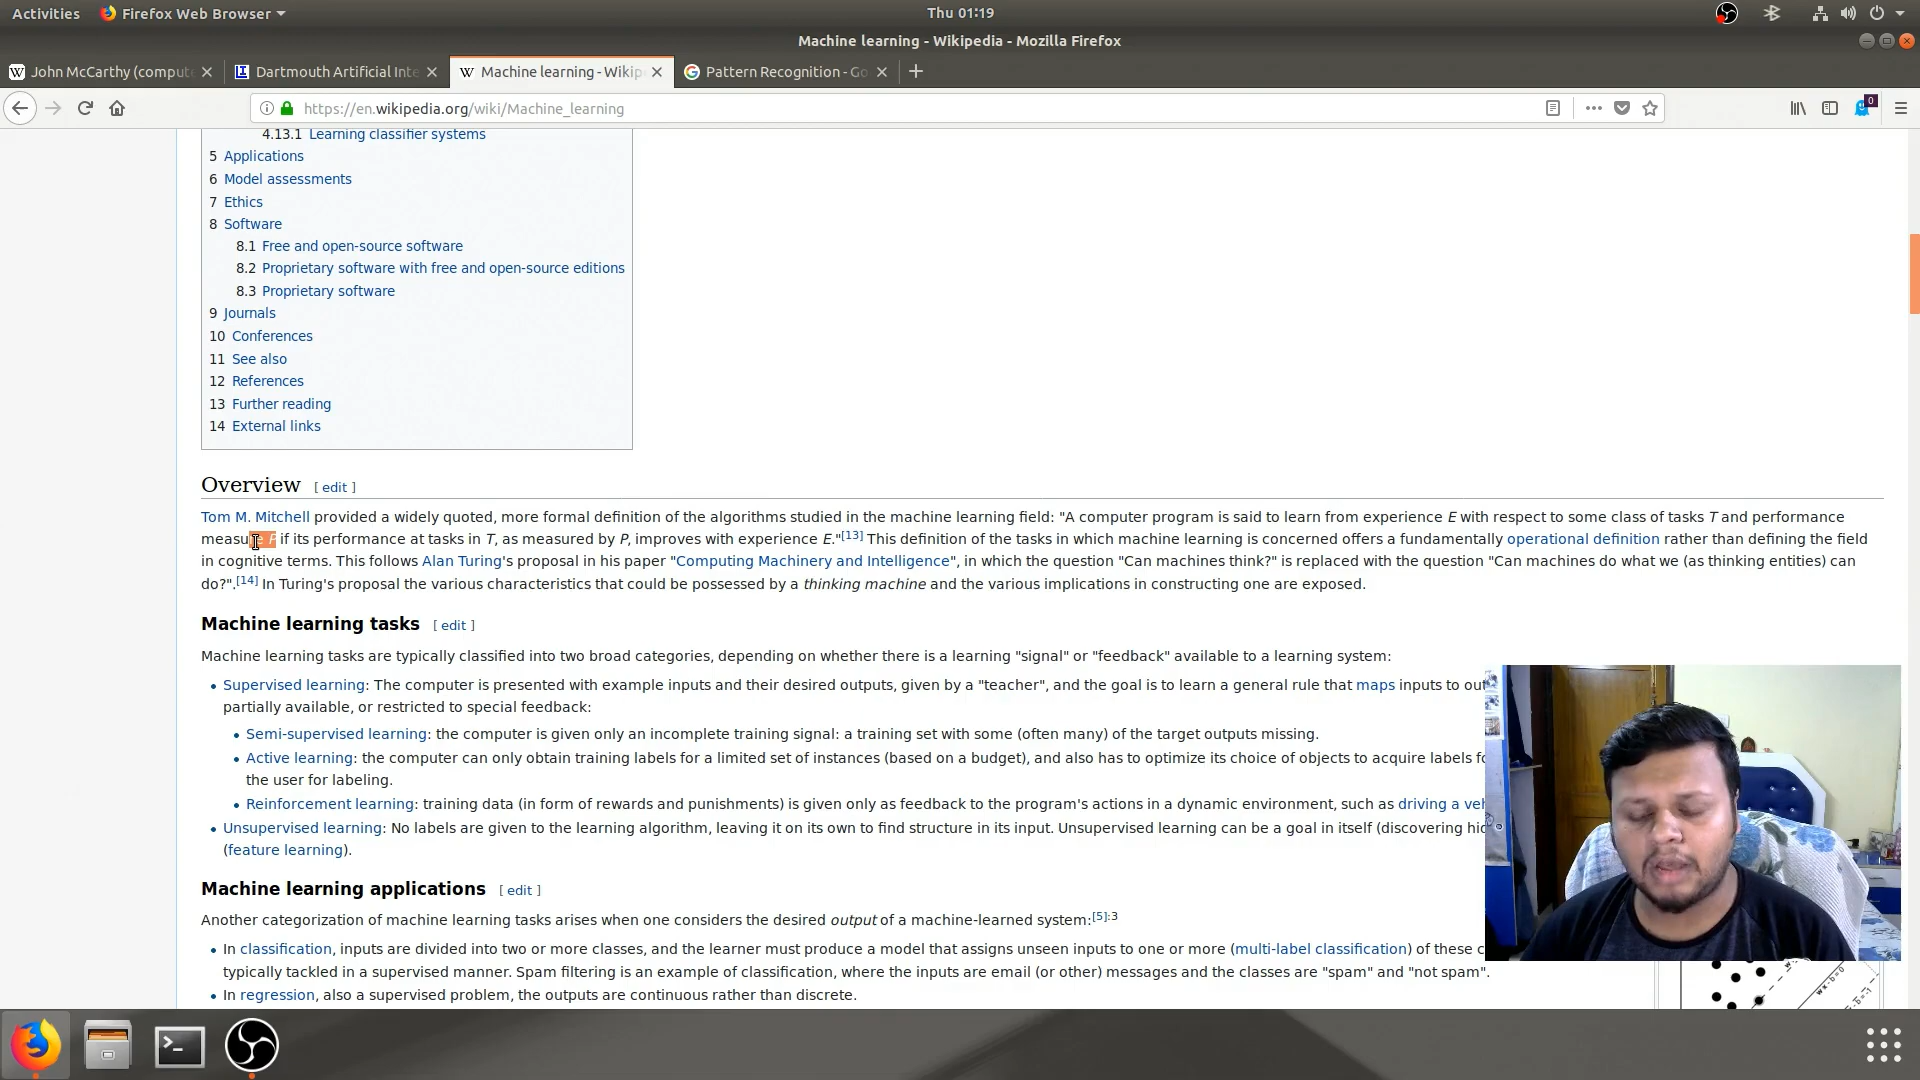 Activities Firefox Web Browser Thu 01:19
Machine learning - Wikipedia - Mozilla Firefox
John McCarthy (comput Dartmouth Artificial Inte Machine learning - Wikip Pattern Recognition - Go
https://en.wikipedia.org/wiki/Machine_learning 0
4.13.1 Learning classifier systems
5 Applications
6 Model assessments
7 Ethics
8 Software
8.1 Free and open-source software
8.2 Proprietary software with free and open-source editions
8.3 Proprietary software
9 Journals
10 Conferences
11 See also
12 References
13 Further reading
14 External links
Overview [ edit ]
Tom M. Mitchell provided a widely quoted, more formal definition of the algorithms studied in the machine learning field: "A computer program is said to learn from experience E with respect to some class of tasks T and performance
measure P if its performance at tasks in T, as measured by P, improves with experience E."[13] This definition of the tasks in which machine learning is concerned offers a fundamentally operational definition rather than defining the field
in cognitive terms. This follows Alan Turing's proposal in his paper "Computing Machinery and Intelligence", in which the question "Can machines think?" is replaced with the question "Can machines do what we (as thinking entities) can
do?".[14] In Turing's proposal the various characteristics that could be possessed by a thinking machine and the various implications in constructing one are exposed.
Machine learning tasks [ edit ]
Machine learning tasks are typically classified into two broad categories, depending on whether there is a learning "signal" or "feedback" available to a learning system:
• Supervised learning: The computer is presented with example inputs and their desired outputs, given by a "teacher", and the goal is to learn a general rule that maps inputs to ou
partially available, or restricted to special feedback:
• Semi-supervised learning: the computer is given only an incomplete training signal: a training set with some (often many) of the target outputs missing.
• Active learning: the computer can only obtain training labels for a limited set of instances (based on a budget), and also has to optimize its choice of objects to acquire labels f
the user for labeling.
• Reinforcement learning: training data (in form of rewards and punishments) is given only as feedback to the program's actions in a dynamic environment, such as driving a veh
• Unsupervised learning: No labels are given to the learning algorithm, leaving it on its own to find structure in its input. Unsupervised learning can be a goal in itself (discovering hi
(feature learning).
Machine learning applications [ edit ]
Another categorization of machine learning tasks arises when one considers the desired output of a machine-learned system:[5]:3
• In classification, inputs are divided into two or more classes, and the learner must produce a model that assigns unseen inputs to one or more (multi-label classification) of these c
typically tackled in a supervised manner. Spam filtering is an example of classification, where the inputs are email (or other) messages and the classes are "spam" and "not spam".
• In regression, also a supervised problem, the outputs are continuous rather than discrete.